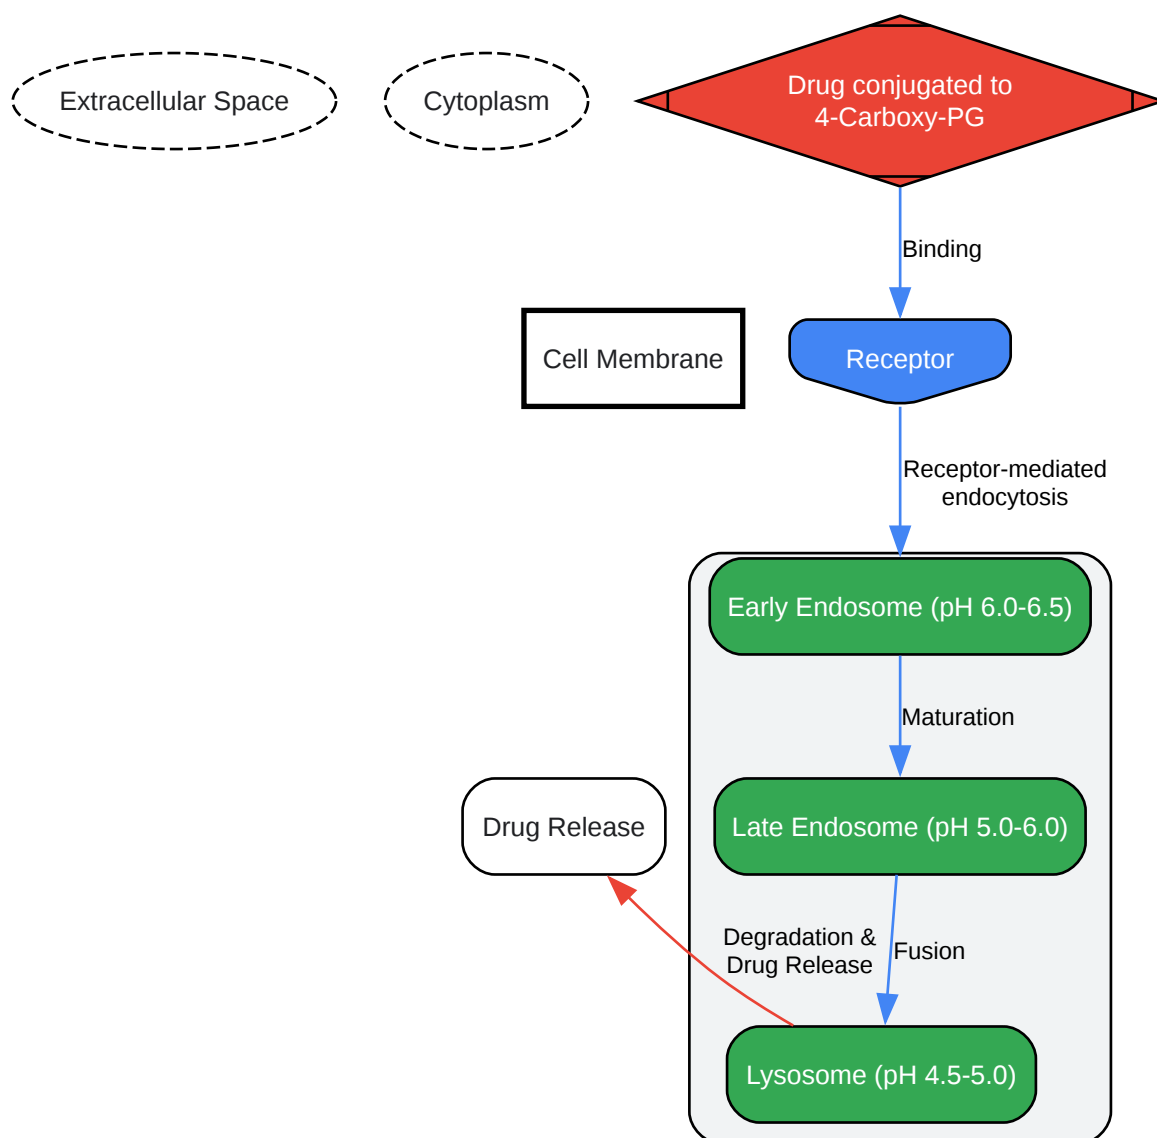 Extracellular Space
Cytoplasm
Drug conjugated to
4-Carboxy-PG
Binding
Cell Membrane
Receptor
Receptor-mediated
endocytosis
Early Endosome (pH 6.0-6.5)
Maturation
Drug Release
Late Endosome (pH 5.0-6.0)
Degradation &
Drug Release
Fusion
Lysosome (pH 4.5-5.0)